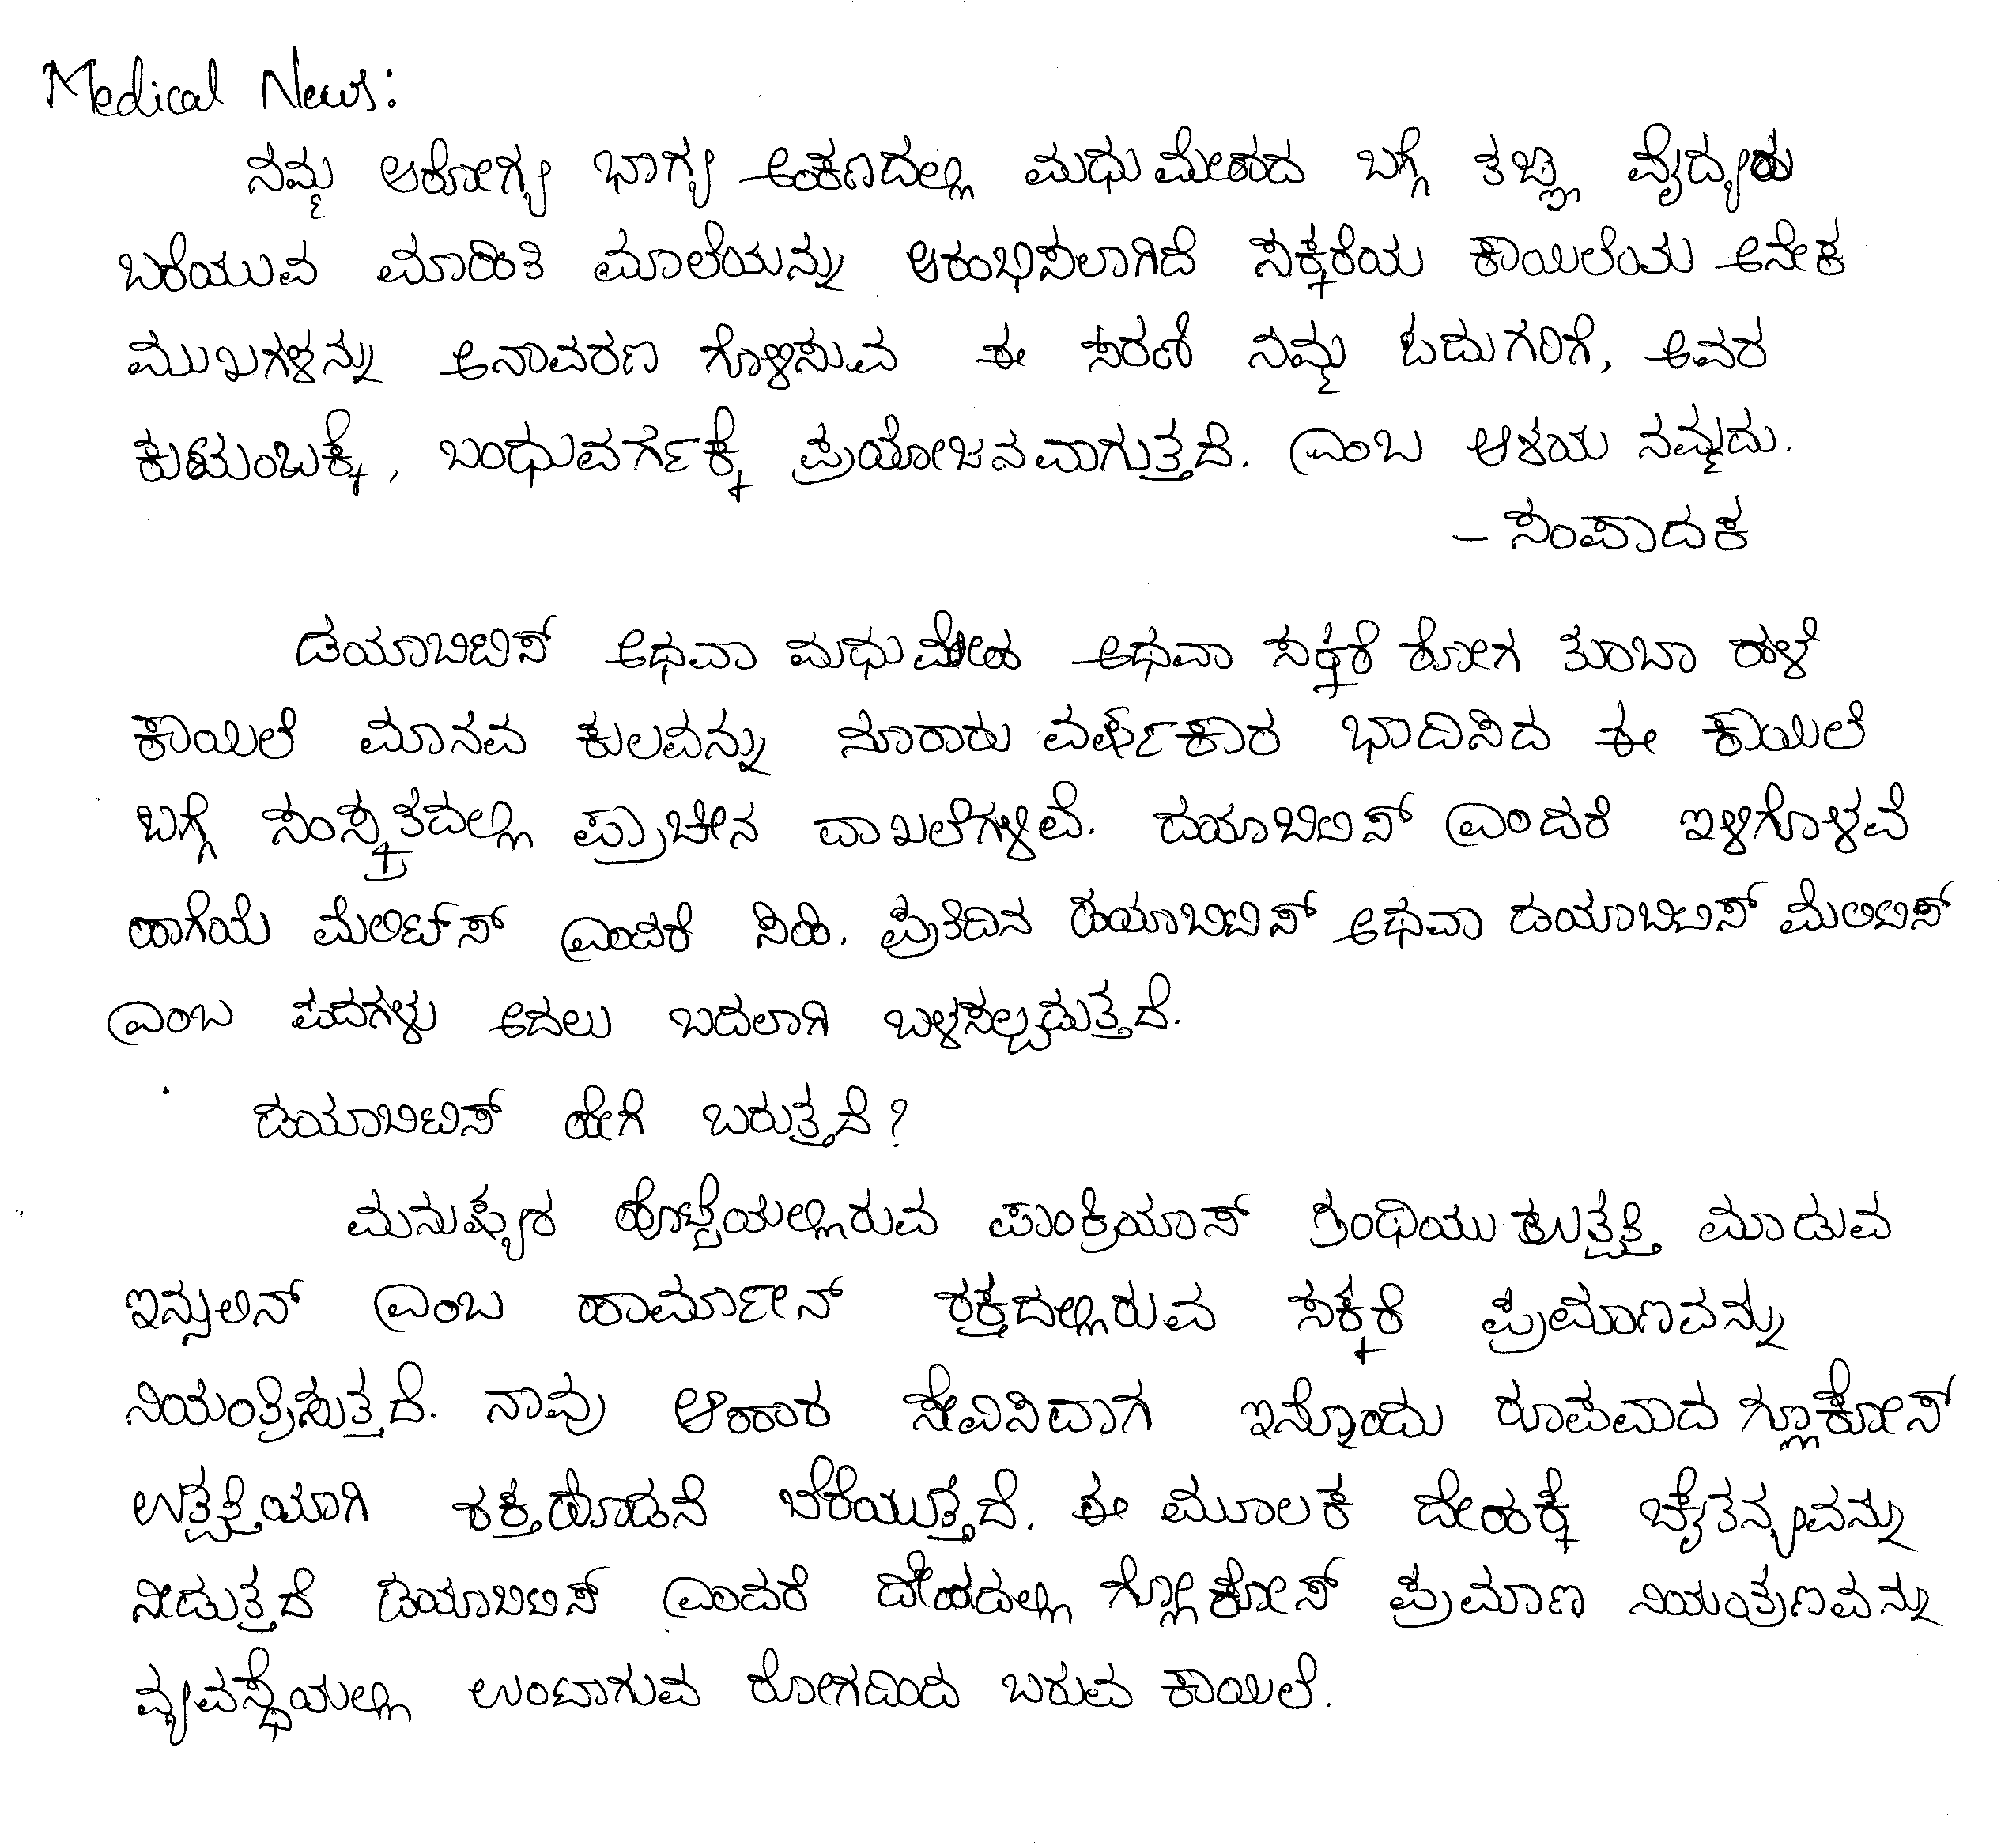 Medical News:
ನಮ್ಮ ಆರೋಗ್ಯ ಭಾಗ್ಯ ಅಂಕಣದಲ್ಲಿ ಮಧುಮೇಹದ ಬಗ್ಗೆ ತಜ್ಞ ವೈದ್ಯರು
ಬರೆಯುವ ಮಾಹಿತಿ ಮಾಲೆಯನ್ನು ಆರಂಭಿಸಲಾಗಿದೆ ಸಕ್ಕರೆಯ ಕಾಯಿಲೆಯ ಅನೇಕ
ಮುಖಗಳನ್ನು ಅನಾವರಣ ಗೊಳಿಸುವ ಈ ಸರಣಿ ನಿಮ್ಮ ಓದುಗರಿಗೆ, ಅವರ
ಕುಟುಂಬಕ್ಕೆ, ಬಂಧುವರ್ಗಕ್ಕೆ ಪ್ರಯೋಜನವಾಗುತ್ತದೆ. ಎಂಬ ಆಶಯ ನಮ್ಮದು.
– ಸಂಪಾದಕ
ಡಯಾಬಿಟಿಸ್ ಅಥವಾ ಮಧುಮೇಹ ಅಥವಾ ಸಕ್ಕರೆ ರೋಗ ತುಂಬಾ ಹಳೆ
ಕಾಯಿಲೆ ಮಾನವ ಕುಲವನ್ನು ನೂರಾರು ವರ್ಷಕಾರ ಭಾದಿಸಿದ ಈ ಕಾಯಿಲೆ
ಬಗ್ಗೆ ಸಂಸ್ಕೃತದಲ್ಲಿ ಪ್ರಾಚೀನ ದಾಖಲೆಗಳಿವೆ. ಡಯಾಬಿಟಿಸ್ ಎಂದರೆ ಇಳಿಗೊಳವೆ
ಹಾಗೆಯೆ ಮೆಲಿಟಸ್ ಎಂದರೆ ಸಿಹಿ. ಪ್ರತಿದಿನ ಡಯಾಬಿಟಿಸ್ ಅಥವಾ ಡಯಾಬಿಟಿಸ್ ಮೆಲಿಟಿಸ್
ಎಂಬ ಪದಗಳು ಅದಲು ಬದಲಾಗಿ ಬಳಸಲ್ಪಡುತ್ತದೆ.
ಡಯಾಬಿಟಿಸ್ ಹೇಗೆ ಬರುತ್ತದೆ?
ಮನುಷ್ಯರ ಹೊಟ್ಟೆಯಲ್ಲಿರುವ ಪಾಂಕ್ರಿಯಾಸ್ ಗ್ರಂಥಿಯು ಉತ್ಪತ್ತಿ ಮಾಡುವ
ಇನ್ಸುಲಿನ್ ಎಂಬ ಹಾರ್ಮೋನ್ ರಕ್ತದಲ್ಲಿರುವ ಸಕ್ಕರೆ ಪ್ರಮಾಣವನ್ನು
ನಿಯಂತ್ರಿಸುತ್ತದೆ. ನಾವು ಆಹಾರ ಸೇವಿಸಿದಾಗ ಇನ್ನೊಂದು ರೂಪವಾದ ಗ್ಲೂಕೋಸ್
ಉತ್ಪತ್ತಿಯಾಗಿ ರಕ್ತದೊಡನೆ ಬೆರೆಯುತ್ತದೆ. ಈ ಮೂಲಕ ದೇಹಕ್ಕೆ ಚೈತನ್ಯವನ್ನು
ನೀಡುತ್ತದೆ ಡಯಾಬಿಟಿಸ್ ಎಂದರೆ ದೇಹದಲ್ಲಿ ಗ್ಲೋಕೋಸ್ ಪ್ರಮಾಣ ನಿಯಂತ್ರಣವನ್ನು
ವ್ಯವಸ್ಥೆಯಲ್ಲಿ ಉಂಟಾಗುವ ರೋಗದಿಂದ ಬರುವ ಕಾಯಿಲೆ.